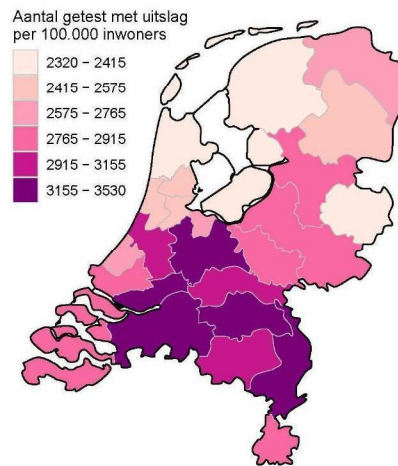 Aantal getest met uitslag
per 100.000 inwoners
2320 – 2415
2415 – 2575
2575 – 2765
2765 – 2915
2915 – 3155
3155 – 3530